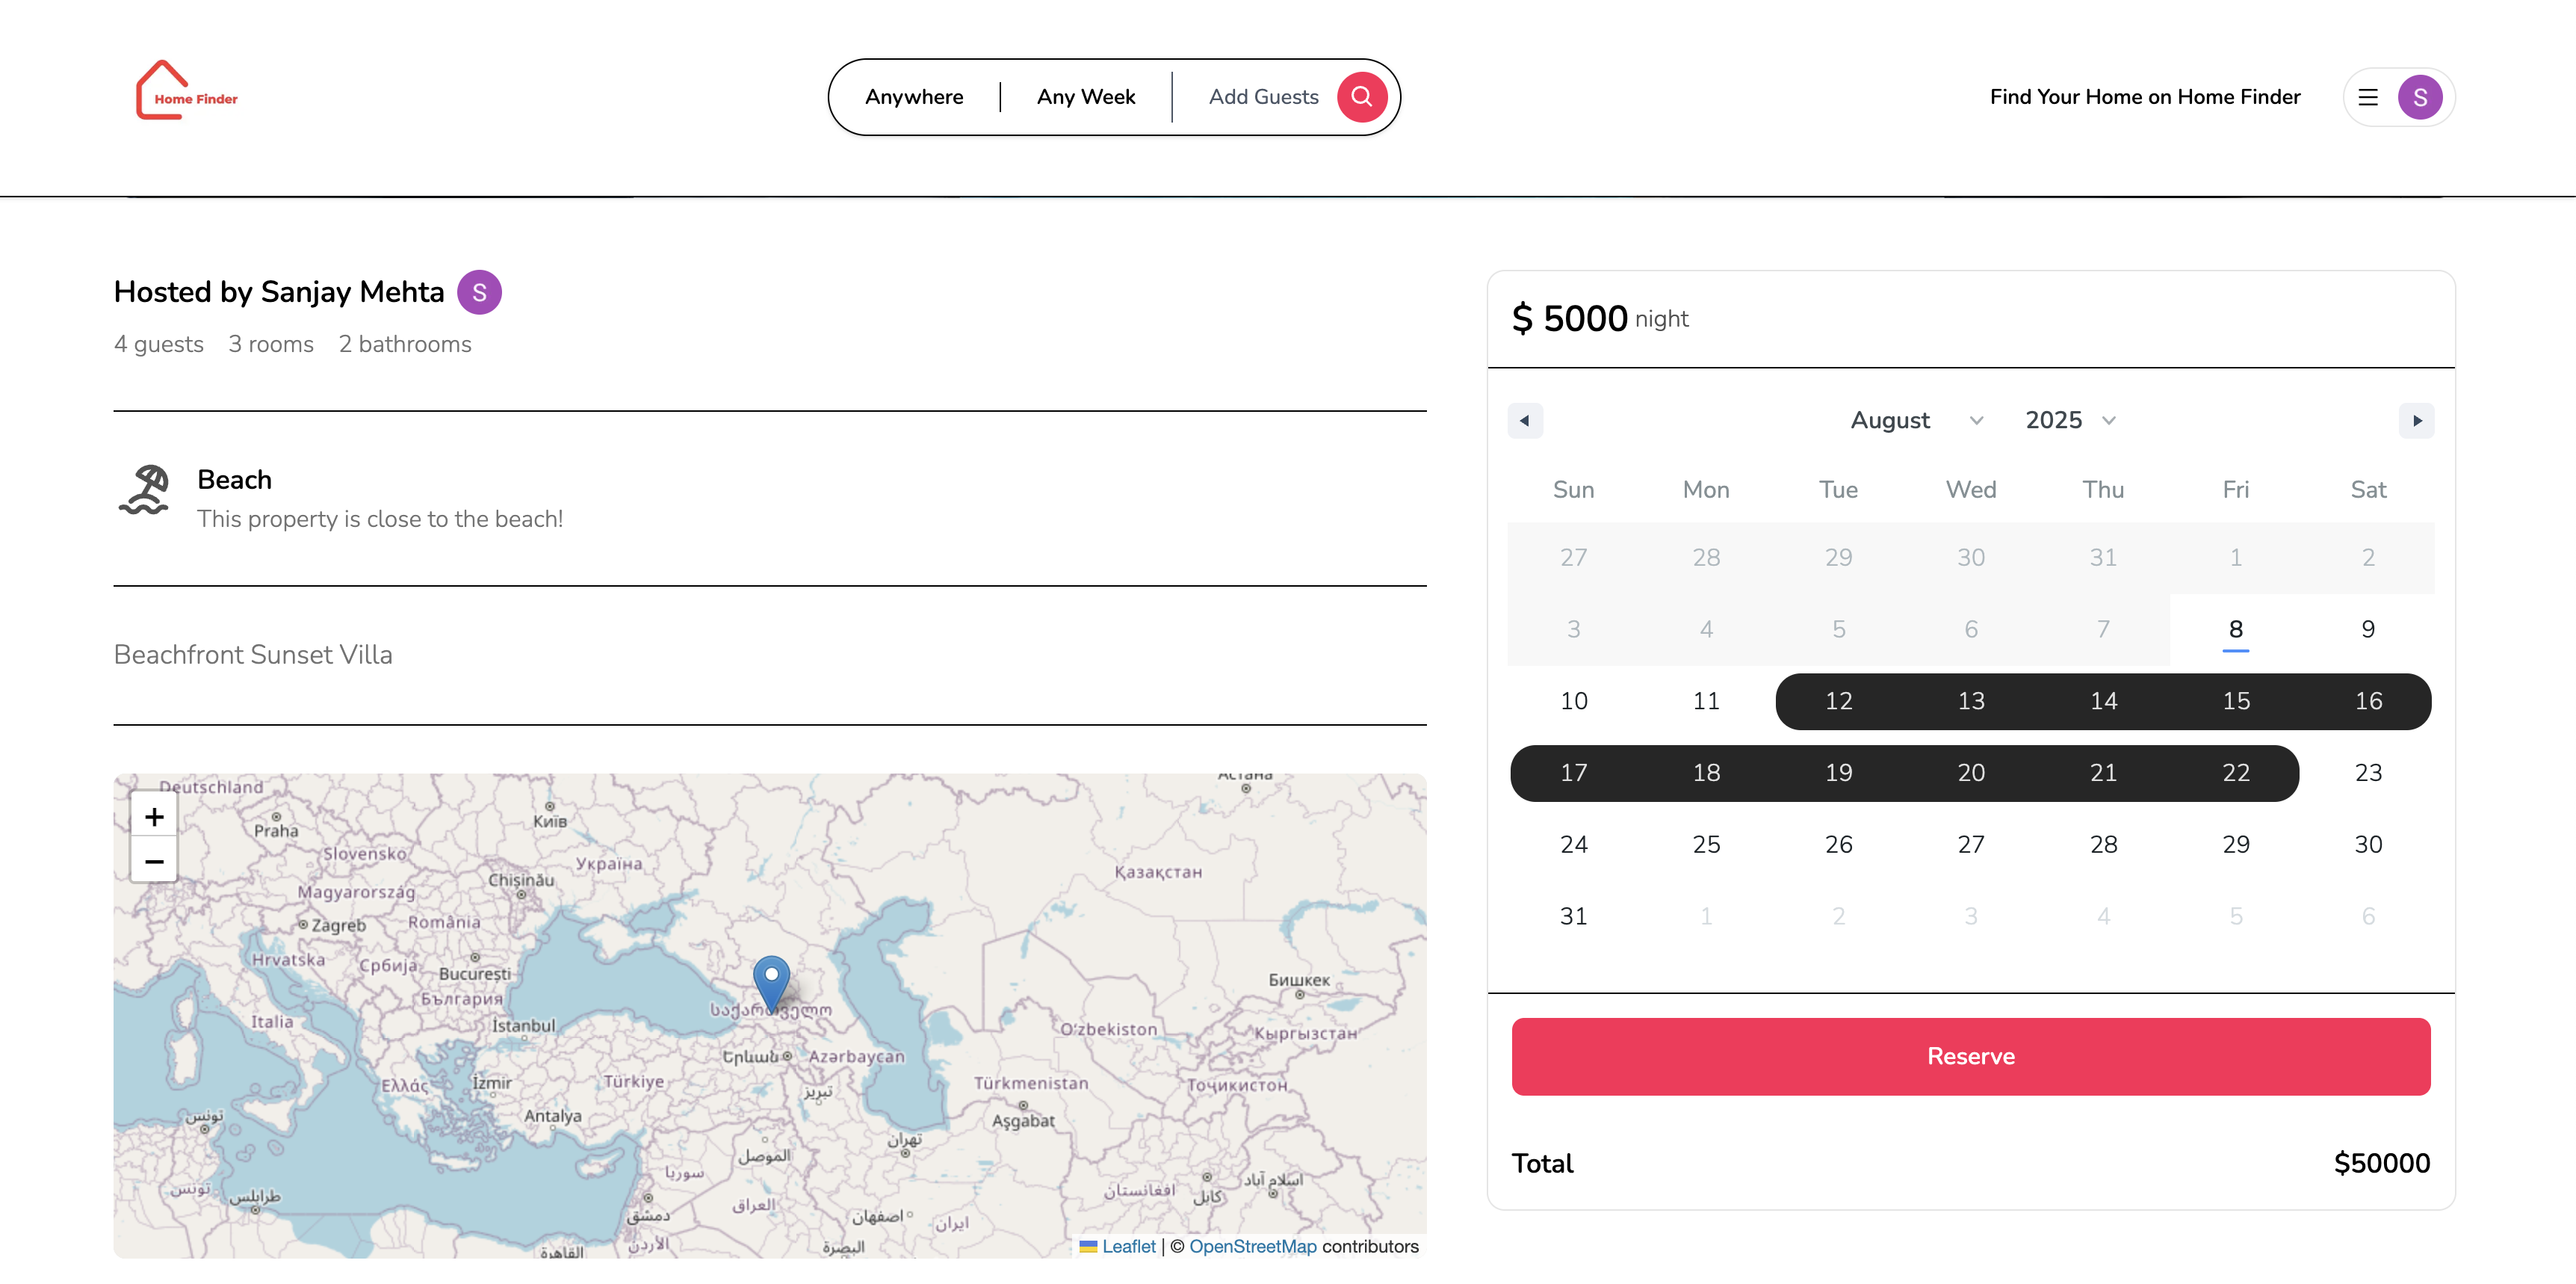 Home Finder
Anywhere
Any Week
Add Guests
Find Your Home on Home Finder
S
Hosted by Sanjay Mehta
S
4 guests 3 rooms 2 bathrooms
Beach
This property is close to the beach!
Beachfront Sunset Villa
Deutschland
Астана
+
−
Praha
Київ
Slovensko
Україна
Chișinău
Қазақстан
Magyarország
Zagreb
România
Hrvatska
Србија
București
Бишкек
България
საქართველო
Italia
İstanbul
O'zbekiston
Кыргызстан
Երևան
Azərbaycan
Ελλάς
İzmir
Türkiye
Türkmenistan
Тоҷикистон
تبریز
تونس
Antalya
Aşgabat
تهران
الموصل
سوريا
تونس
طرابلس
افغانستان
کابل
اسلام آباد
العراق
دمشق
اصفهان
ایران
الأردن
القاهرة
البصرة
Leaflet | © OpenStreetMap contributors
$ 5000 night
August 2025
Sun Mon Tue Wed Thu Fri Sat
27 28 29 30 31 1 2
3 4 5 6 7 8 9
10 11 12 13 14 15 16
17 18 19 20 21 22 23
24 25 26 27 28 29 30
31 1 2 3 4 5 6
Reserve
Total $50000